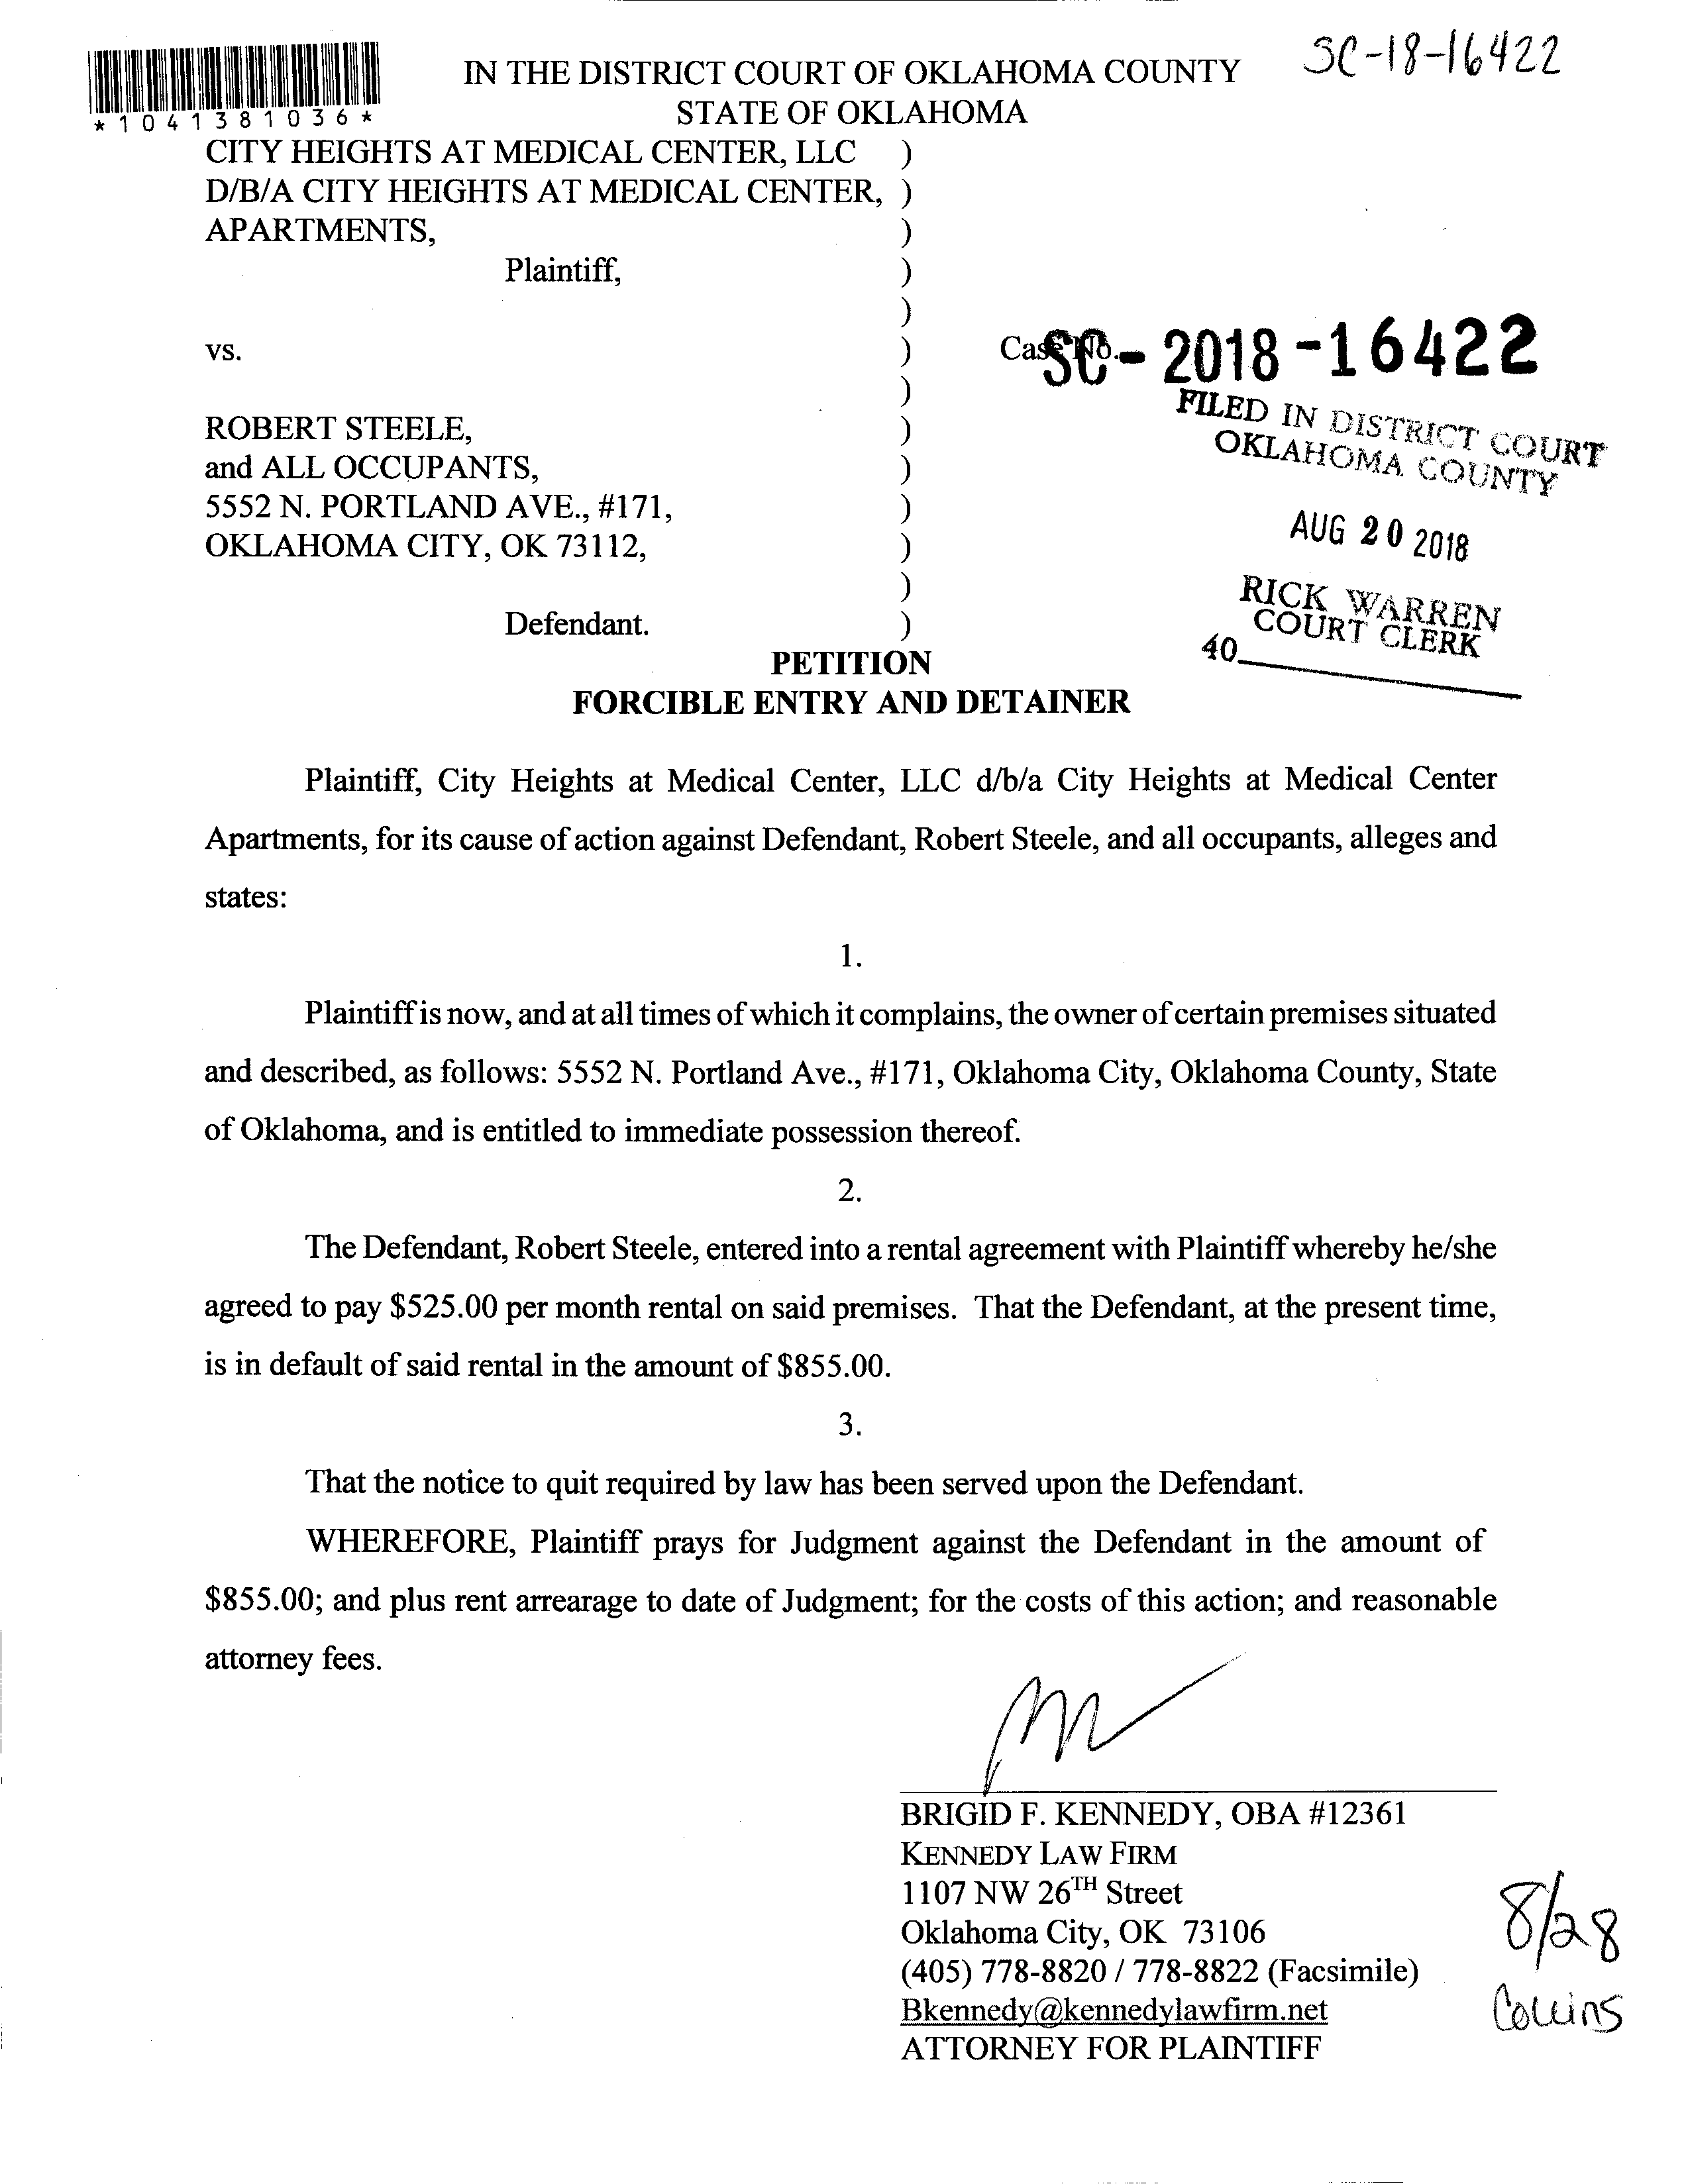 SC-18-16422
IN THE DISTRICT COURT OF OKLAHOMA COUNTY
STATE OF OKLAHOMA
*1041381036*
CITY HEIGHTS AT MEDICAL CENTER, LLC )
D/B/A CITY HEIGHTS AT MEDICAL CENTER, )
APARTMENTS, )
Plaintiff, )
)
vs. ) Case No. SC-2018-16422
)
FILED IN DISTRICT COURT
OKLAHOMA COUNTY
ROBERT STEELE, )
and ALL OCCUPANTS, )
5552 N. PORTLAND AVE., #171, )
OKLAHOMA CITY, OK 73112, )
AUG 20 2018
)
Defendant. )
RICK WARREN
COURT CLERK
40
PETITION
FORCIBLE ENTRY AND DETAINER
Plaintiff, City Heights at Medical Center, LLC d/b/a City Heights at Medical Center
Apartments, for its cause of action against Defendant, Robert Steele, and all occupants, alleges and
states:
1.
Plaintiff is now, and at all times of which it complains, the owner of certain premises situated
and described, as follows: 5552 N. Portland Ave., #171, Oklahoma City, Oklahoma County, State
of Oklahoma, and is entitled to immediate possession thereof.
2.
The Defendant, Robert Steele, entered into a rental agreement with Plaintiff whereby he/she
agreed to pay $525.00 per month rental on said premises. That the Defendant, at the present time,
is in default of said rental in the amount of $855.00.
3.
That the notice to quit required by law has been served upon the Defendant.
WHEREFORE, Plaintiff prays for Judgment against the Defendant in the amount of
$855.00; and plus rent arrearage to date of Judgment; for the costs of this action; and reasonable
attorney fees.
BRIGID F. KENNEDY, OBA #12361
KENNEDY LAW FIRM
1107 NW 26TH Street
Oklahoma City, OK 73106
(405) 778-8820 / 778-8822 (Facsimile)
Bkennedy@kennedylawfirm.net
ATTORNEY FOR PLAINTIFF
8/28
Collins